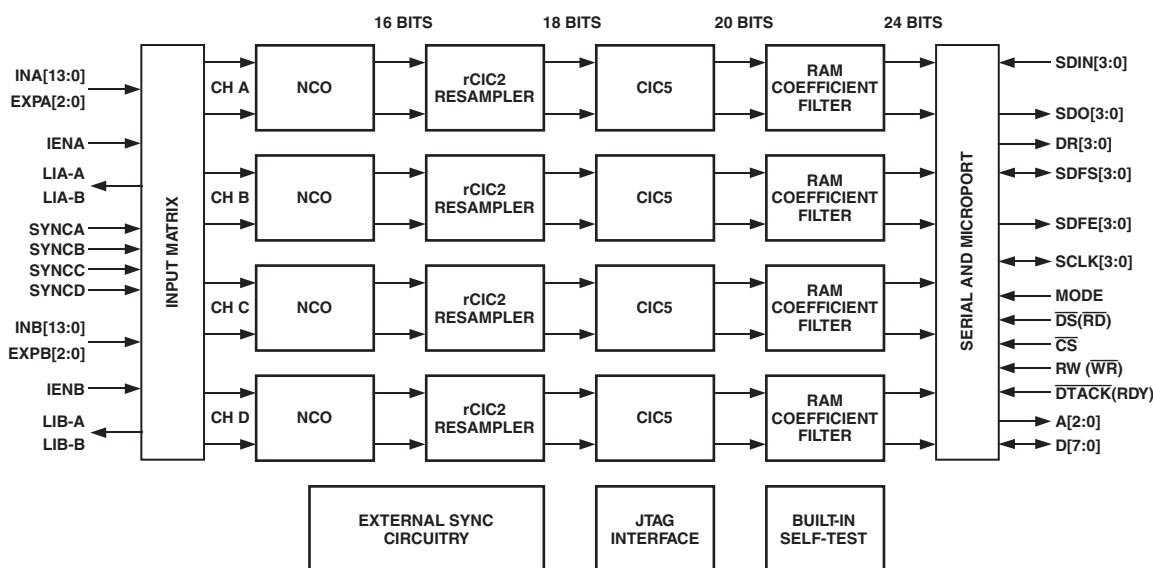 16 BITS 18 BITS 20 BITS 24 BITS
INA[13:0]
EXPA[2:0]
IENA
LIA-A
LIA-B
SYNCA
SYNCB
SYNCC
SYNCD
INB[13:0]
EXPB[2:0]
IENB
LIB-A
LIB-B
INPUT MATRIX
CH A
NCO
rCIC2
RESAMPLER
CIC5
RAM
COEFFICIENT
FILTER
CH B
NCO
rCIC2
RESAMPLER
CIC5
RAM
COEFFICIENT
FILTER
CH C
NCO
rCIC2
RESAMPLER
CIC5
RAM
COEFFICIENT
FILTER
CH D
NCO
rCIC2
RESAMPLER
CIC5
RAM
COEFFICIENT
FILTER
SERIAL AND MICROPORT
SDIN[3:0]
SDO[3:0]
DR[3:0]
SDFS[3:0]
SDFE[3:0]
SCLK[3:0]
MODE
D̅S̅(R̅D̅)
C̅S̅
RW (W̅R̅)
D̅T̅A̅C̅K̅(RDY)
A[2:0]
D[7:0]
EXTERNAL SYNC
CIRCUITRY
JTAG
INTERFACE
BUILT-IN
SELF-TEST